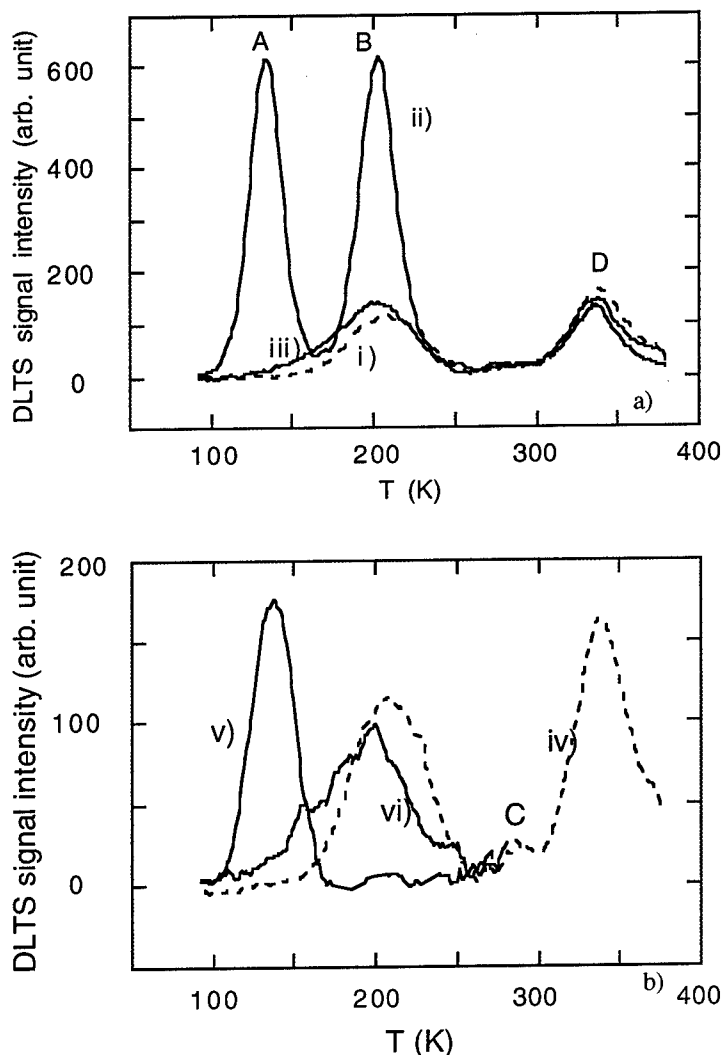 A
B
600
ii)
400
200
D
iii)
i)
0
a)
100
200
300
400
T (K)
DLTS signal intensity (arb. unit)
200
v)
100
iv)
vi)
C
0
b)
100
200
300
400
T (K)
DLTS signal intensity (arb. unit)